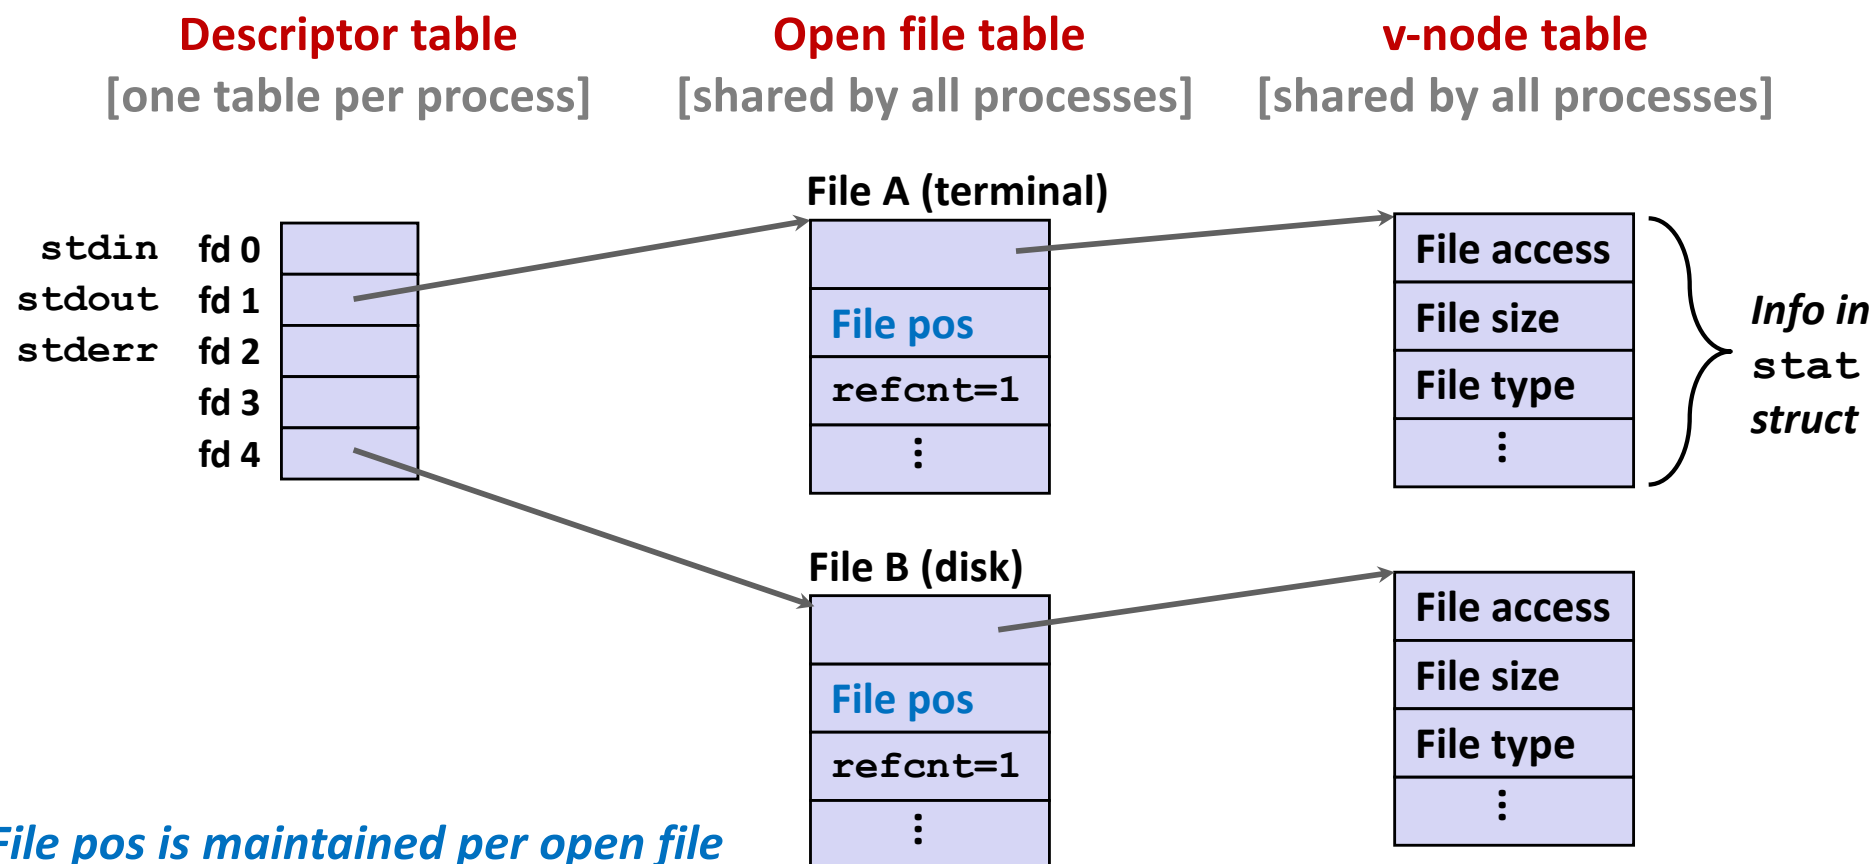 Descriptor table
[one table per process]
Open file table
[shared by all processes]
v-node table
[shared by all processes]
stdin fd 0
stdout fd 1
stderr fd 2
fd 3
fd 4
File A (terminal)
File pos
refcnt=1
⋮
File access
File size
File type
⋮
Info in
stat
struct
File B (disk)
File pos
refcnt=1
⋮
File access
File size
File type
⋮
File pos is maintained per open file